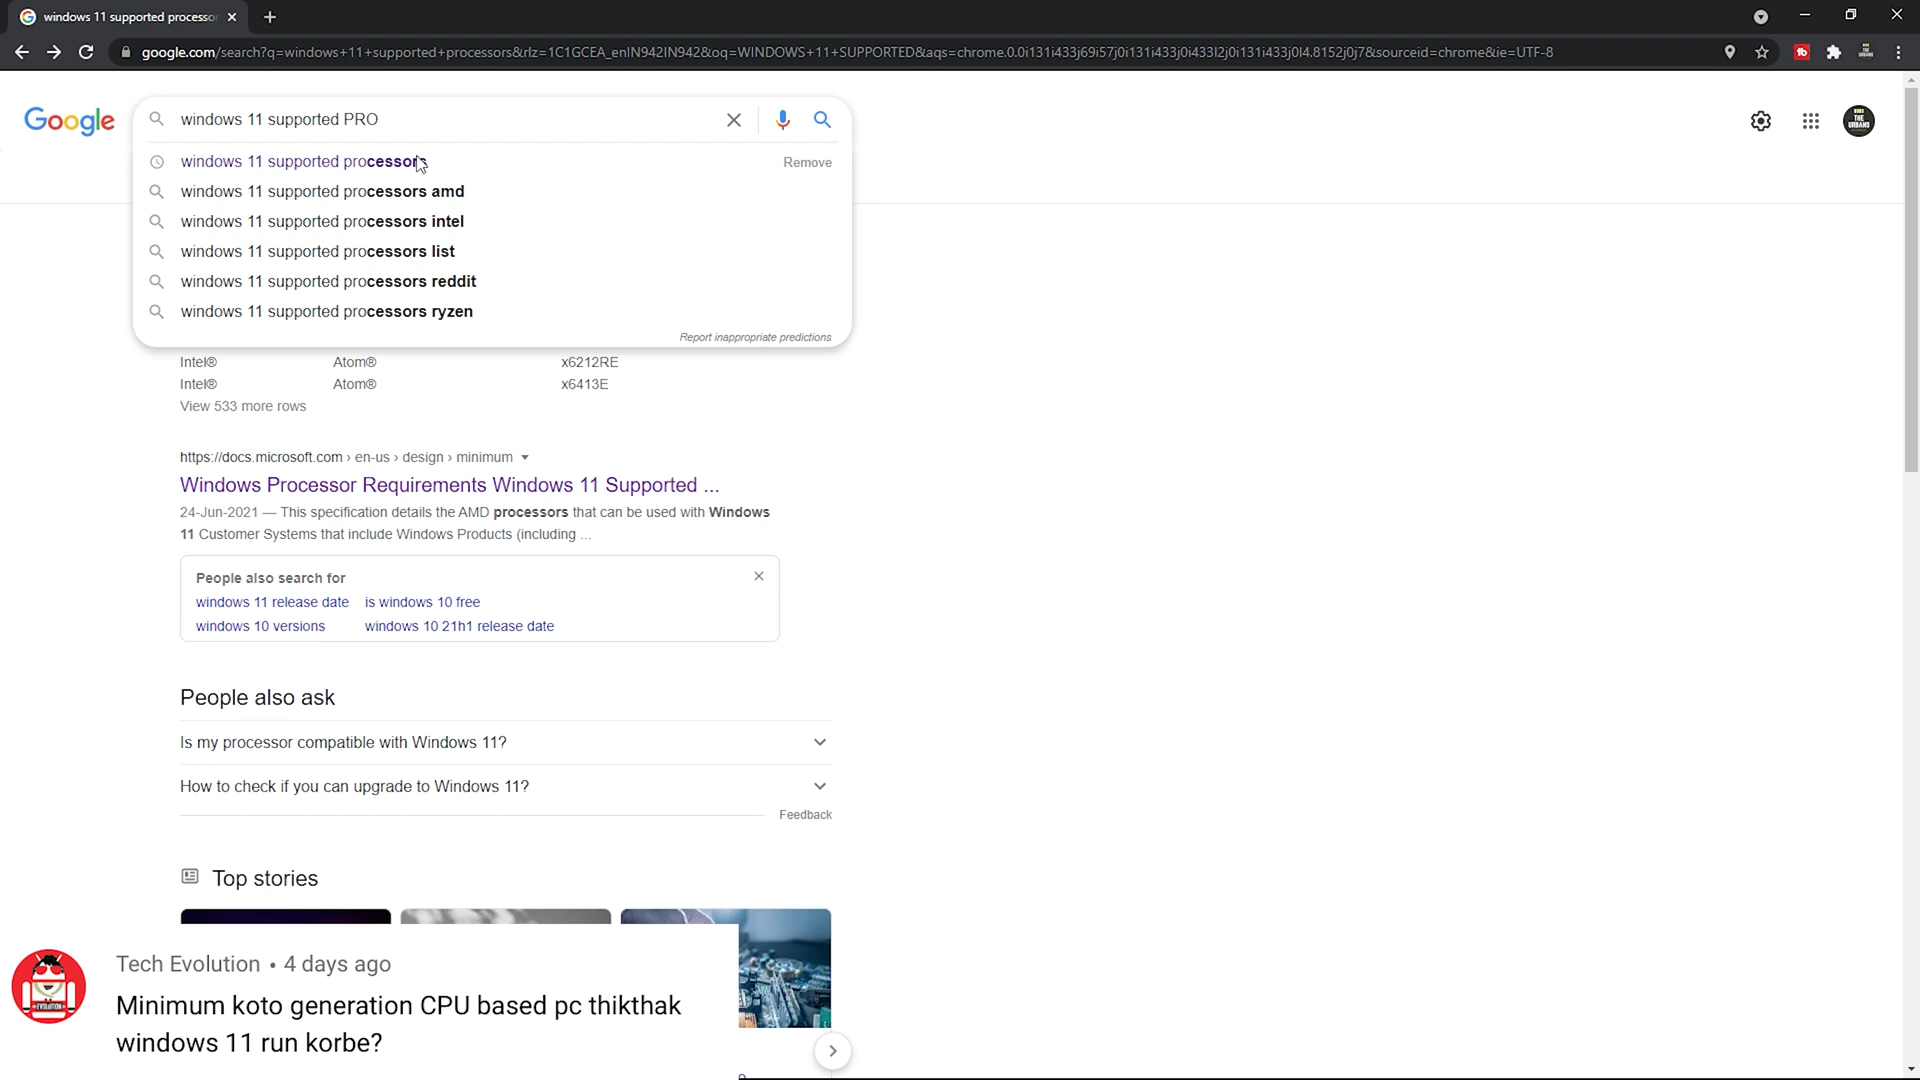 windows 11 supported processor
google.com/search?q=windows+11+supported+processors&rlz=1C1GCEA_enIN942IN942&oq=WINDOWS+11+SUPPORTED&aqs=chrome.0.0i131i433j69i57j0i131i433j0i433l2j0i131i433j0l4.8152j0j7&sourceid=chrome&ie=UTF-8
Google
windows 11 supported PRO
THE URBANS
windows 11 supported processors
Remove
windows 11 supported processors amd
windows 11 supported processors intel
windows 11 supported processors list
windows 11 supported processors reddit
windows 11 supported processors ryzen
Report inappropriate predictions
Intel® Atom® x6212RE
Intel® Atom® x6413E
View 533 more rows
https://docs.microsoft.com › en-us › design › minimum
Windows Processor Requirements Windows 11 Supported ...
24-Jun-2021 — This specification details the AMD processors that can be used with Windows
11 Customer Systems that include Windows Products (including ...
People also search for
windows 11 release date is windows 10 free
windows 10 versions windows 10 21h1 release date
People also ask
Is my processor compatible with Windows 11?
How to check if you can upgrade to Windows 11?
Feedback
Top stories
Tech Evolution • 4 days ago
Minimum koto generation CPU based pc thikthak
windows 11 run korbe?